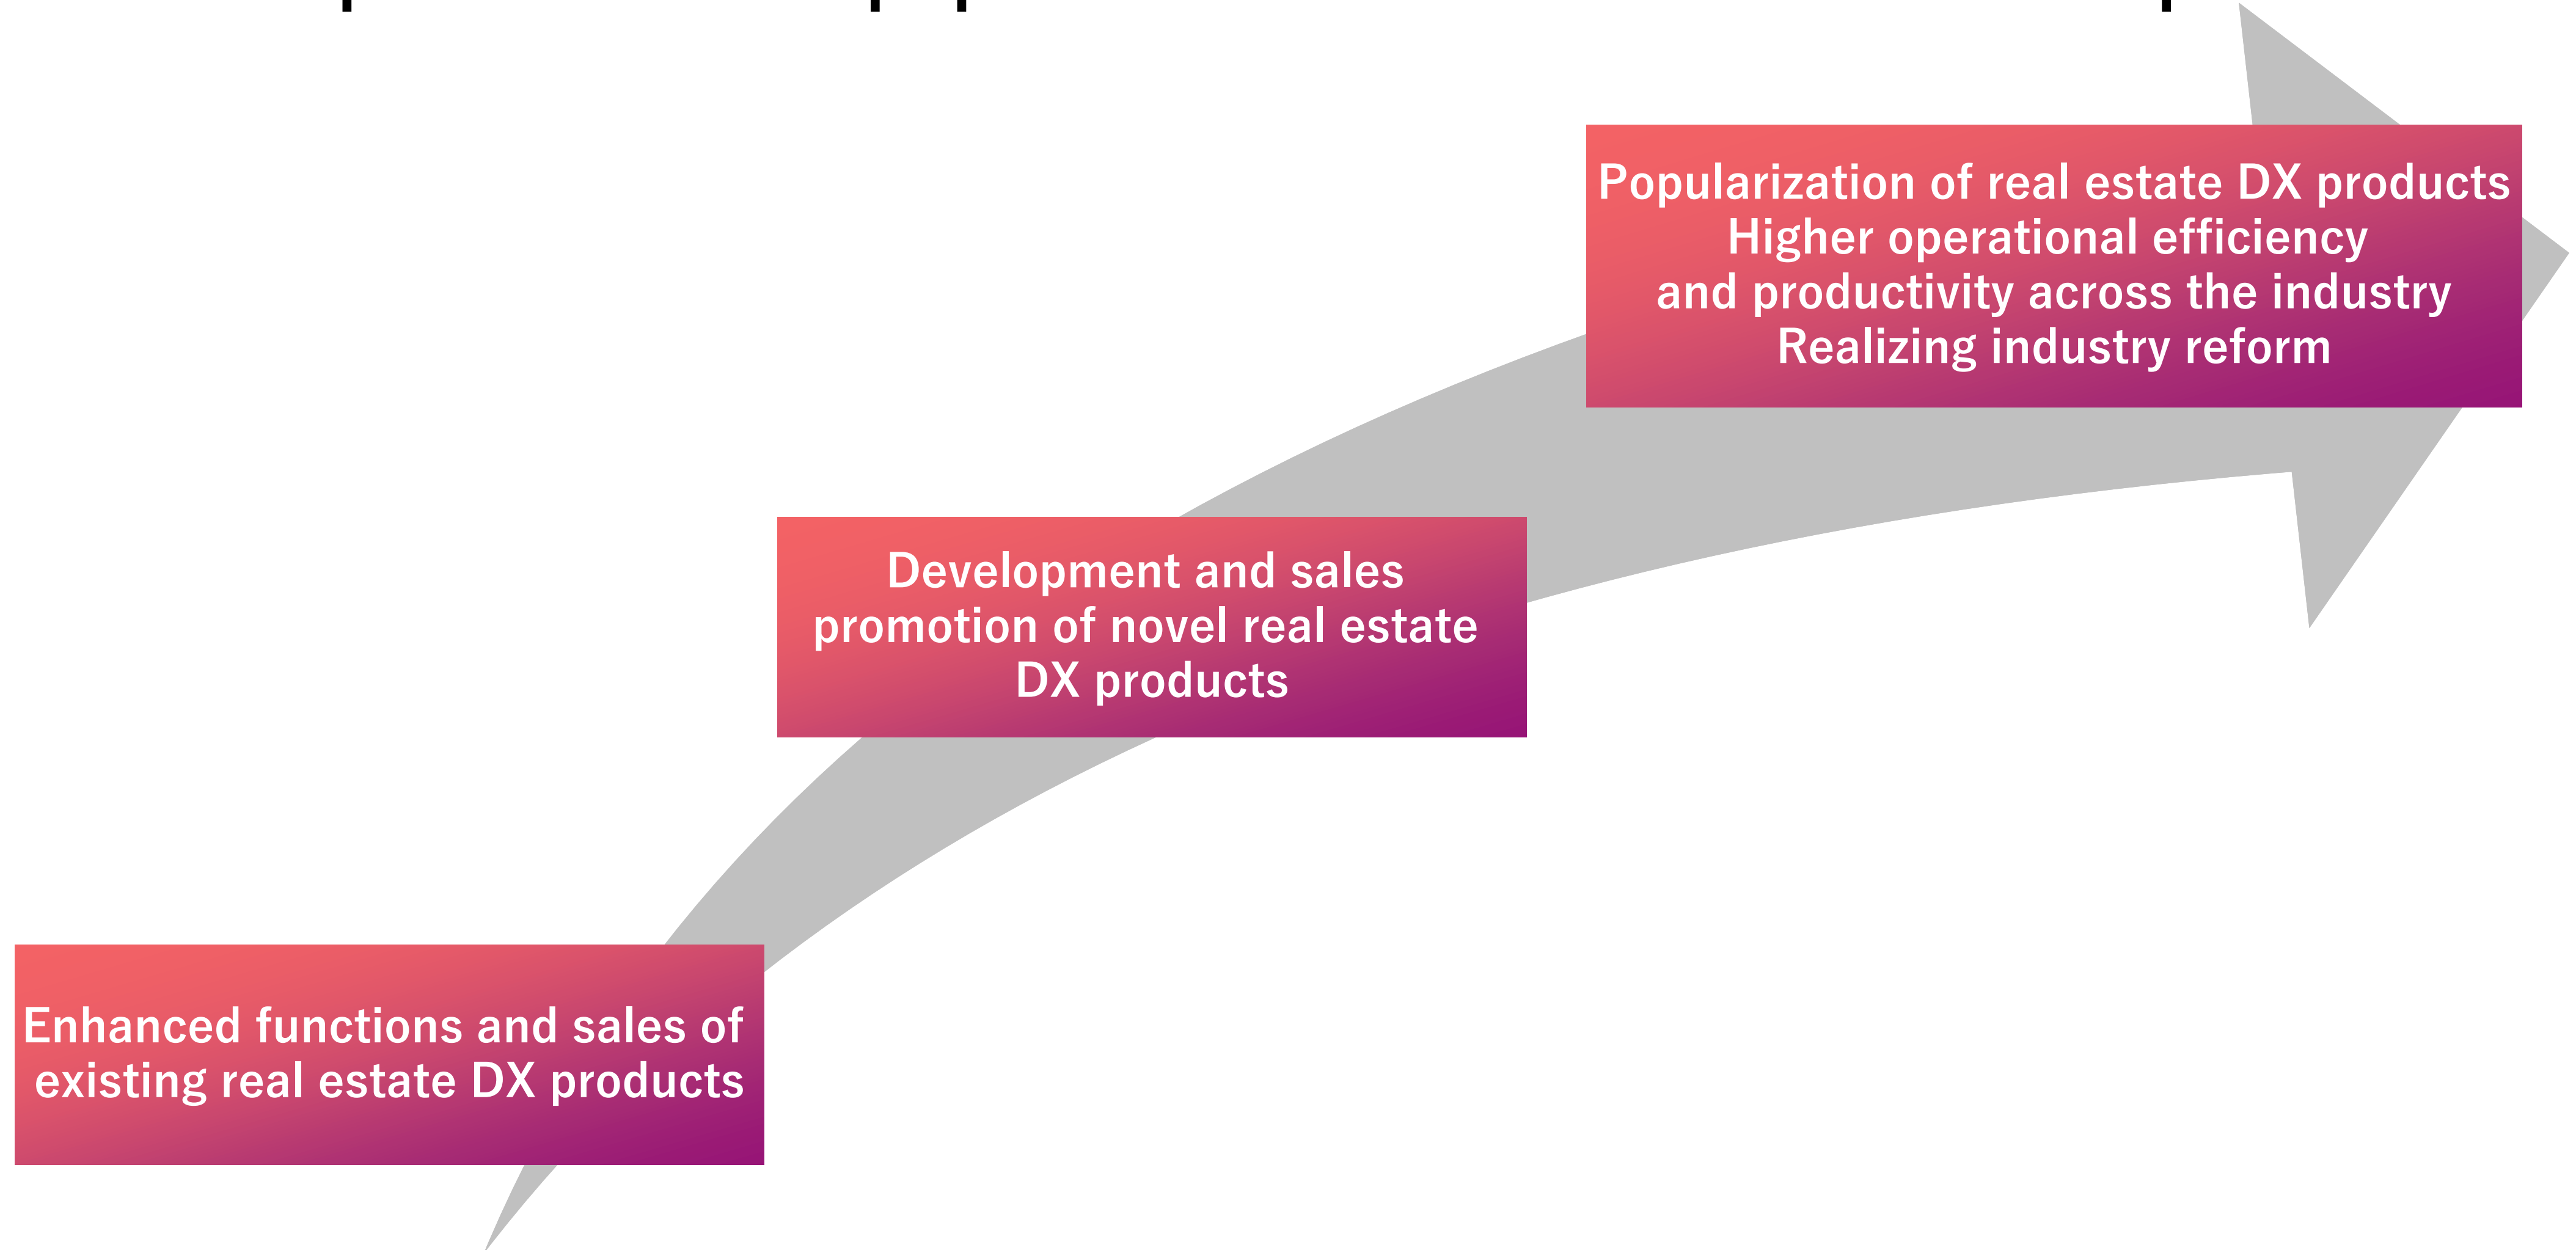 Popularization of real estate DX products
Higher operational efficiency
and productivity across the industry
Realizing industry reform
Development and sales
promotion of novel real estate
DX products
Enhanced functions and sales of
existing real estate DX products